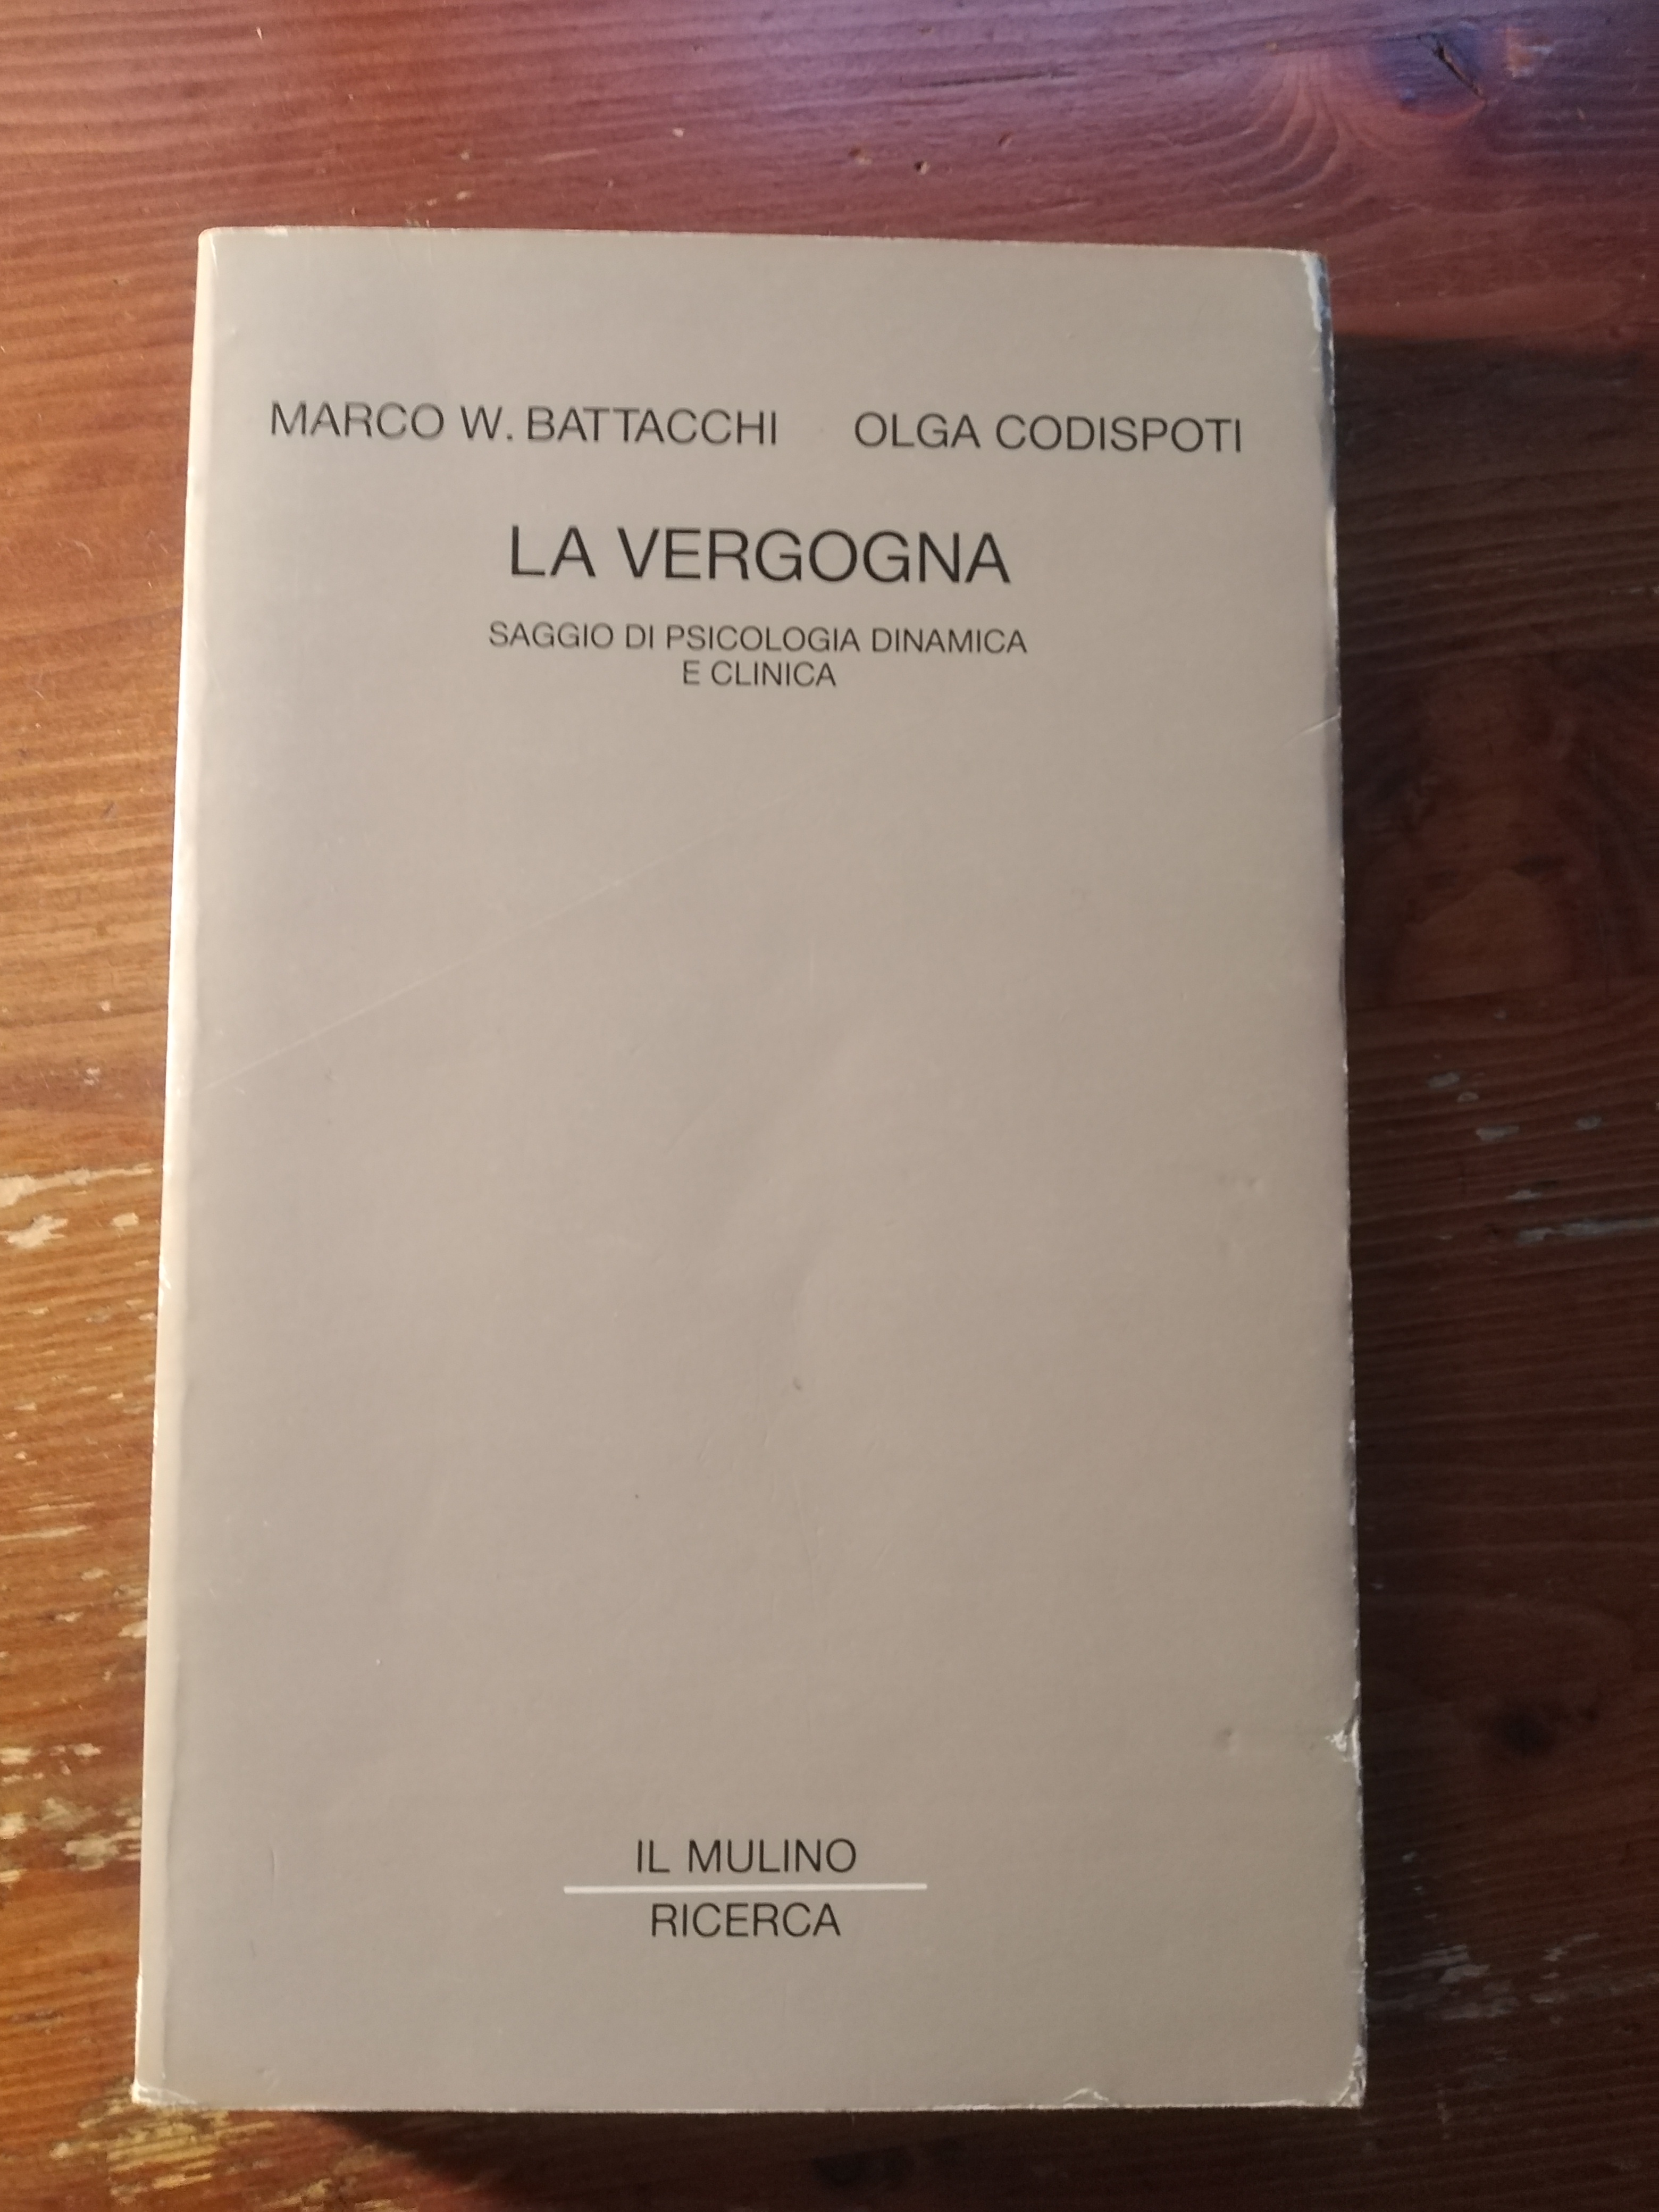 MARCO W. BATTACCHI OLGA CODISPOTI
LA VERGOGNA
SAGGIO DI PSICOLOGIA DINAMICA
E CLINICA
IL MULINO
RICERCA